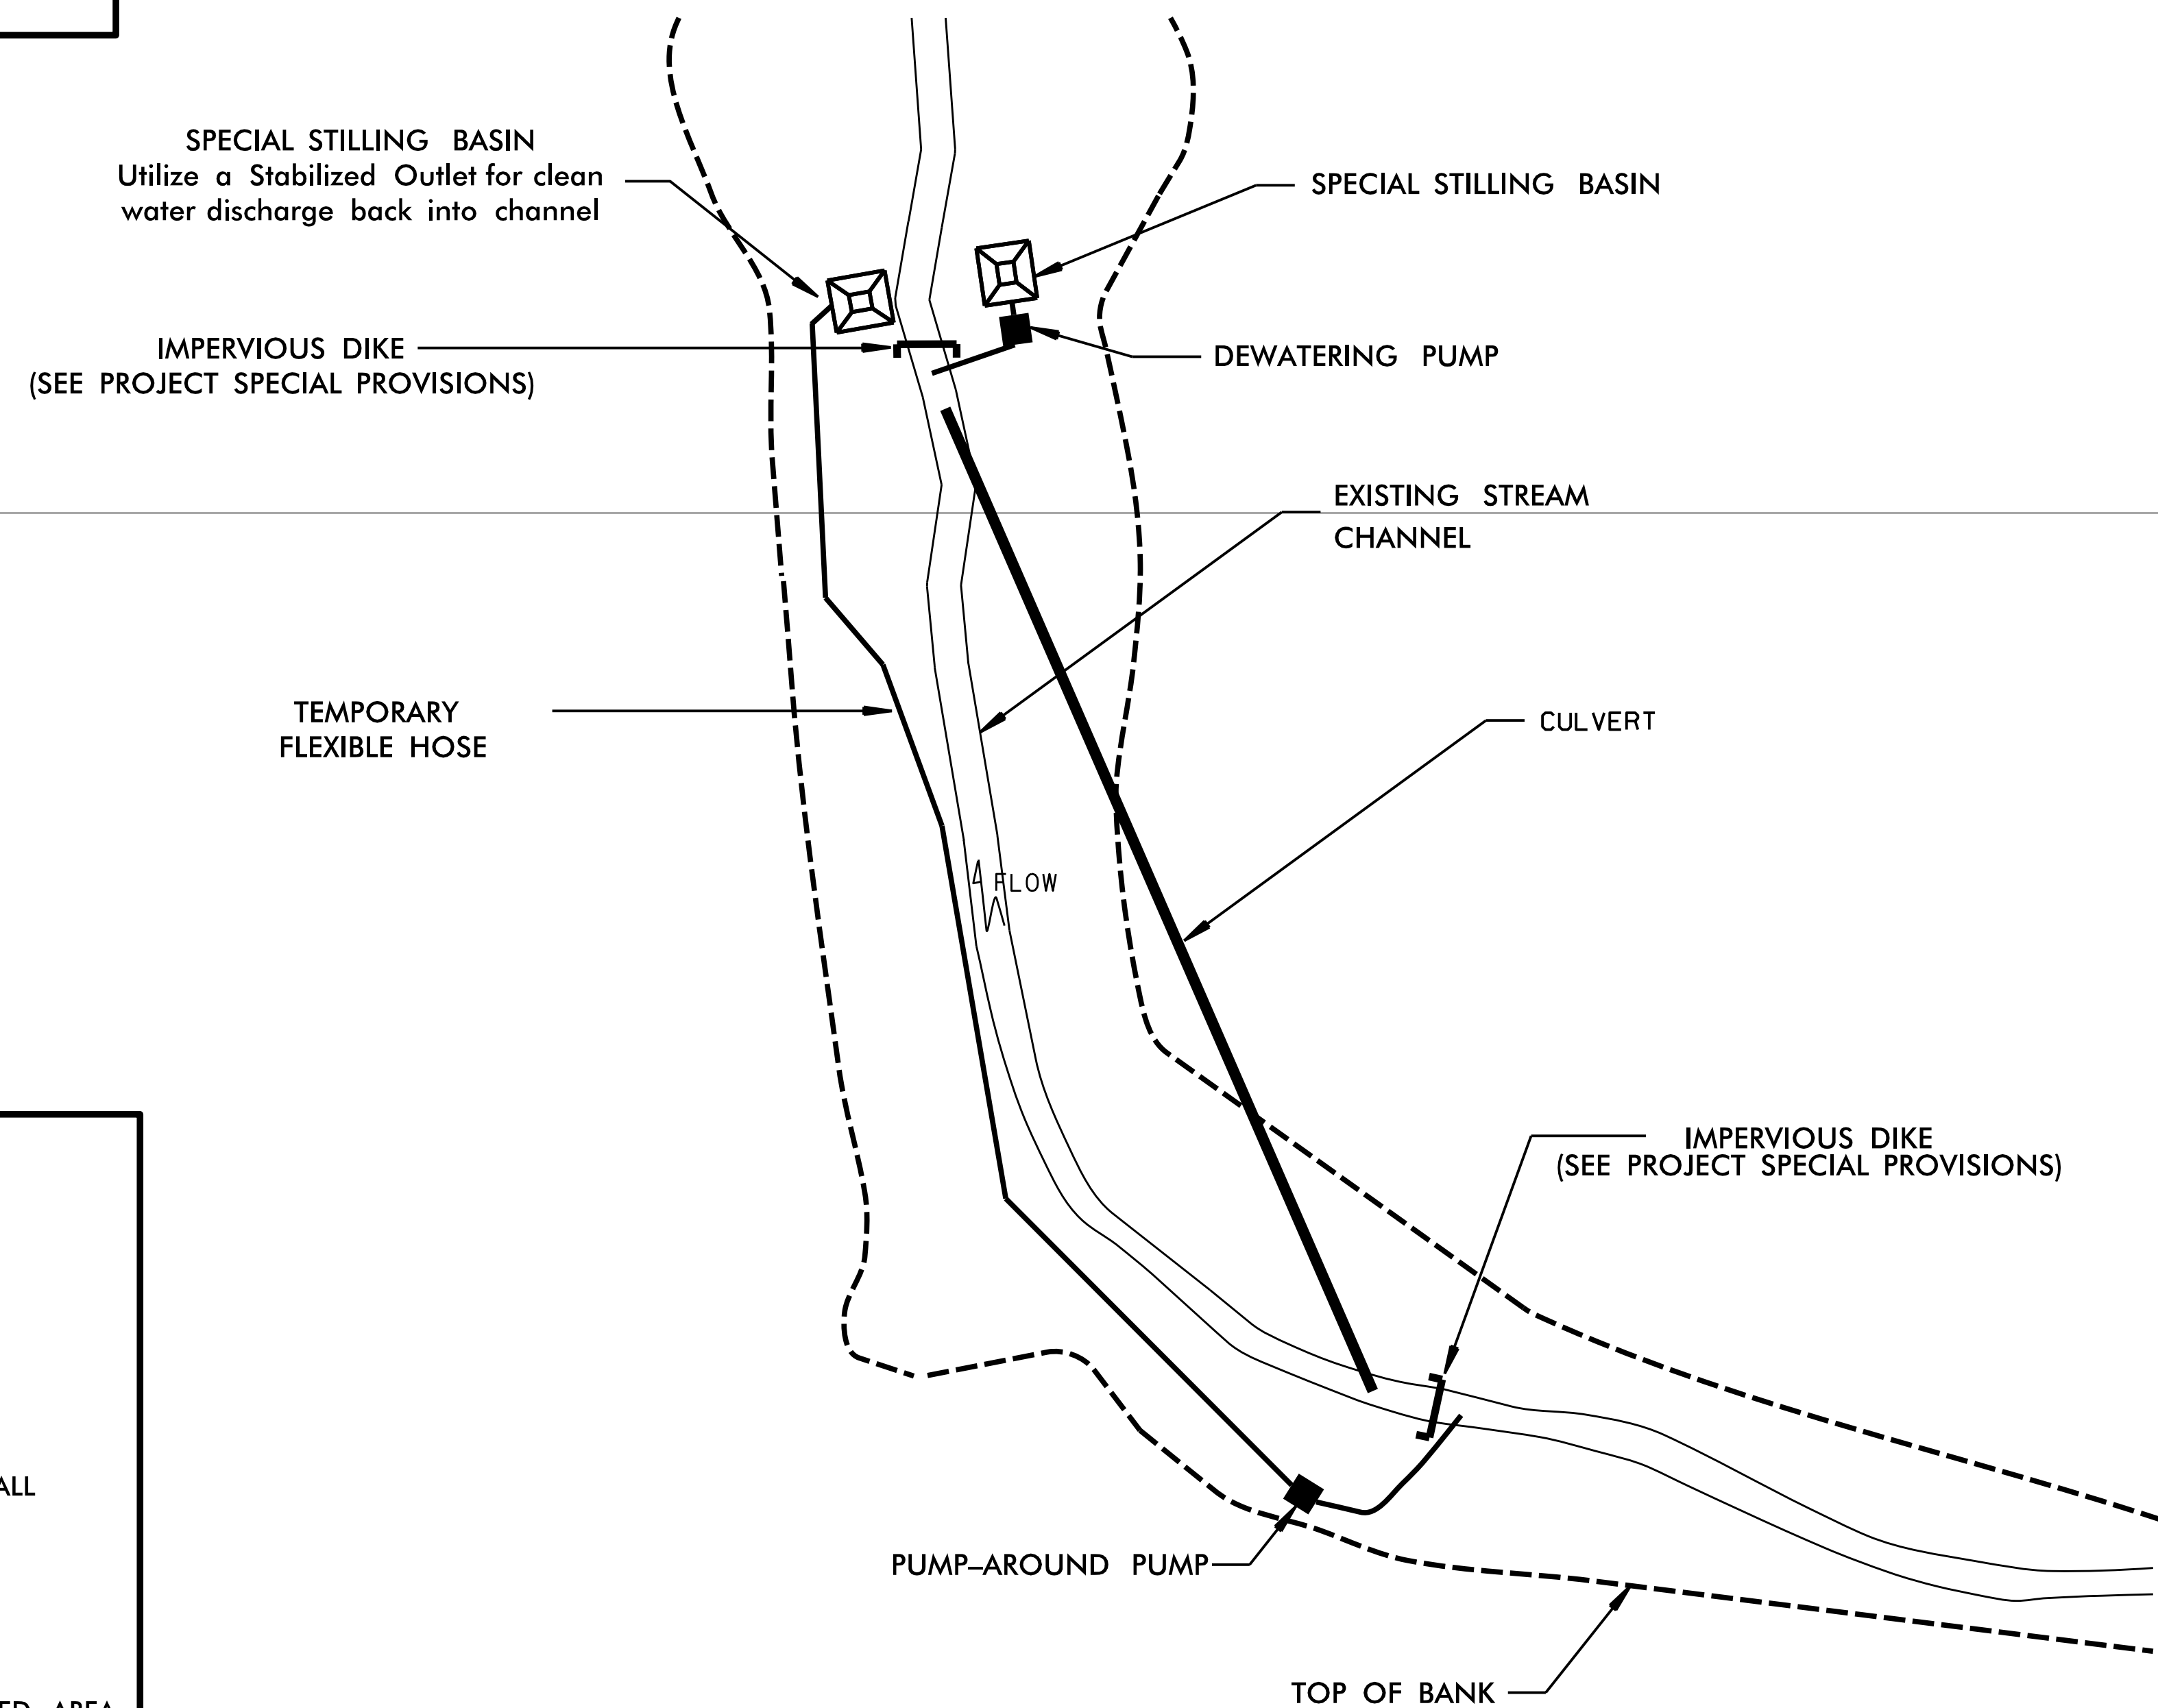 SPECIAL STILLING BASIN
Utilize a Stabilized Outlet for clean
water discharge back into channel
SPECIAL STILLING BASIN
IMPERVIOUS DIKE
(SEE PROJECT SPECIAL PROVISIONS)
DEWATERING PUMP
EXISTING STREAM
CHANNEL
TEMPORARY
FLEXIBLE HOSE
CULVERT
FLOW
IMPERVIOUS DIKE
(SEE PROJECT SPECIAL PROVISIONS)
PUMP-AROUND PUMP
TOP OF BANK